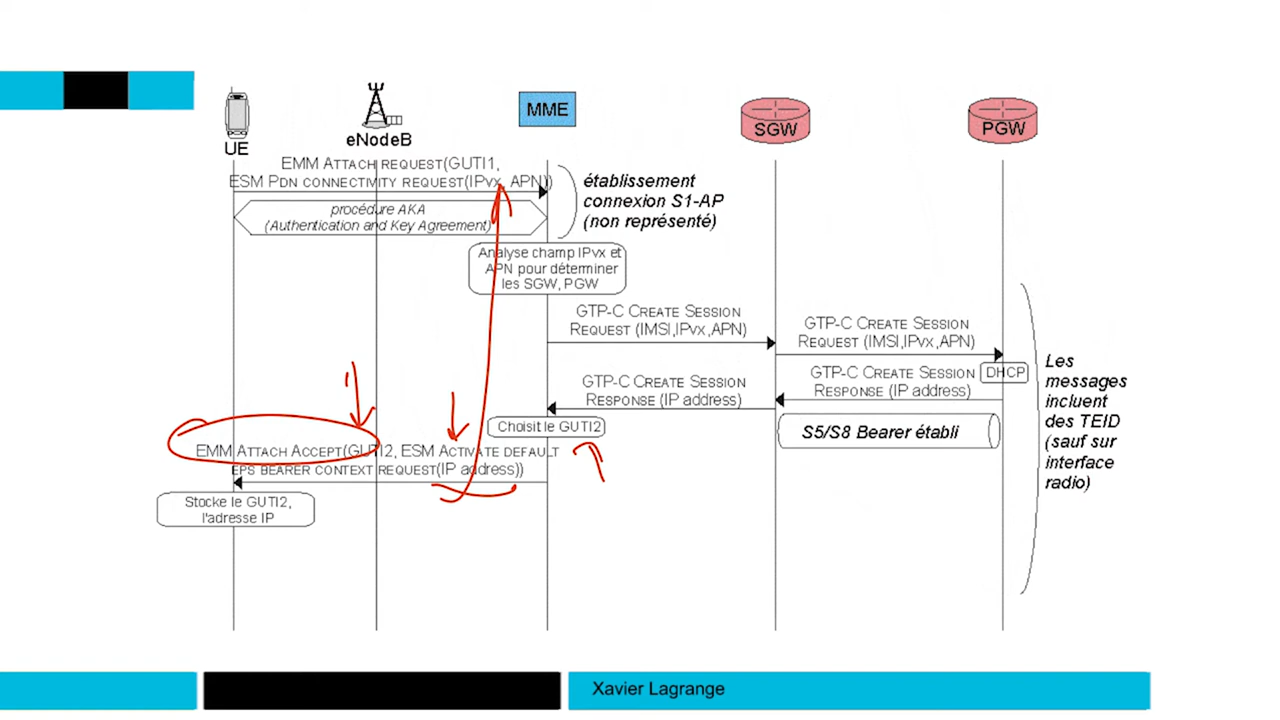 MME
SGW
PGW
eNodeB
UE
EMM ATTACH REQUEST(GUTI1,
ESM PDN CONNECTIVITY REQUEST(IPvx, APN))
établissement
connexion S1-AP
(non représenté)
procédure AKA
(Authentication and Key Agreement)
Analyse champ IPvx et
APN pour déterminer
les SGW, PGW
GTP-C CREATE SESSION
REQUEST (IMSI,IPvx,APN)
GTP-C CREATE SESSION
REQUEST (IMSI,IPvx,APN)
DHCP
GTP-C CREATE SESSION
RESPONSE (IP address)
GTP-C CREATE SESSION
RESPONSE (IP address)
Les
messages
incluent
des TEID
(sauf sur
interface
radio)
Choisit le GUTI2
S5/S8 Bearer établi
EMM ATTACH ACCEPT(GUTI2, ESM ACTIVATE DEFAULT
EPS BEARER CONTEXT REQUEST(IP address))
Stocke le GUTI2,
l'adresse IP
Xavier Lagrange